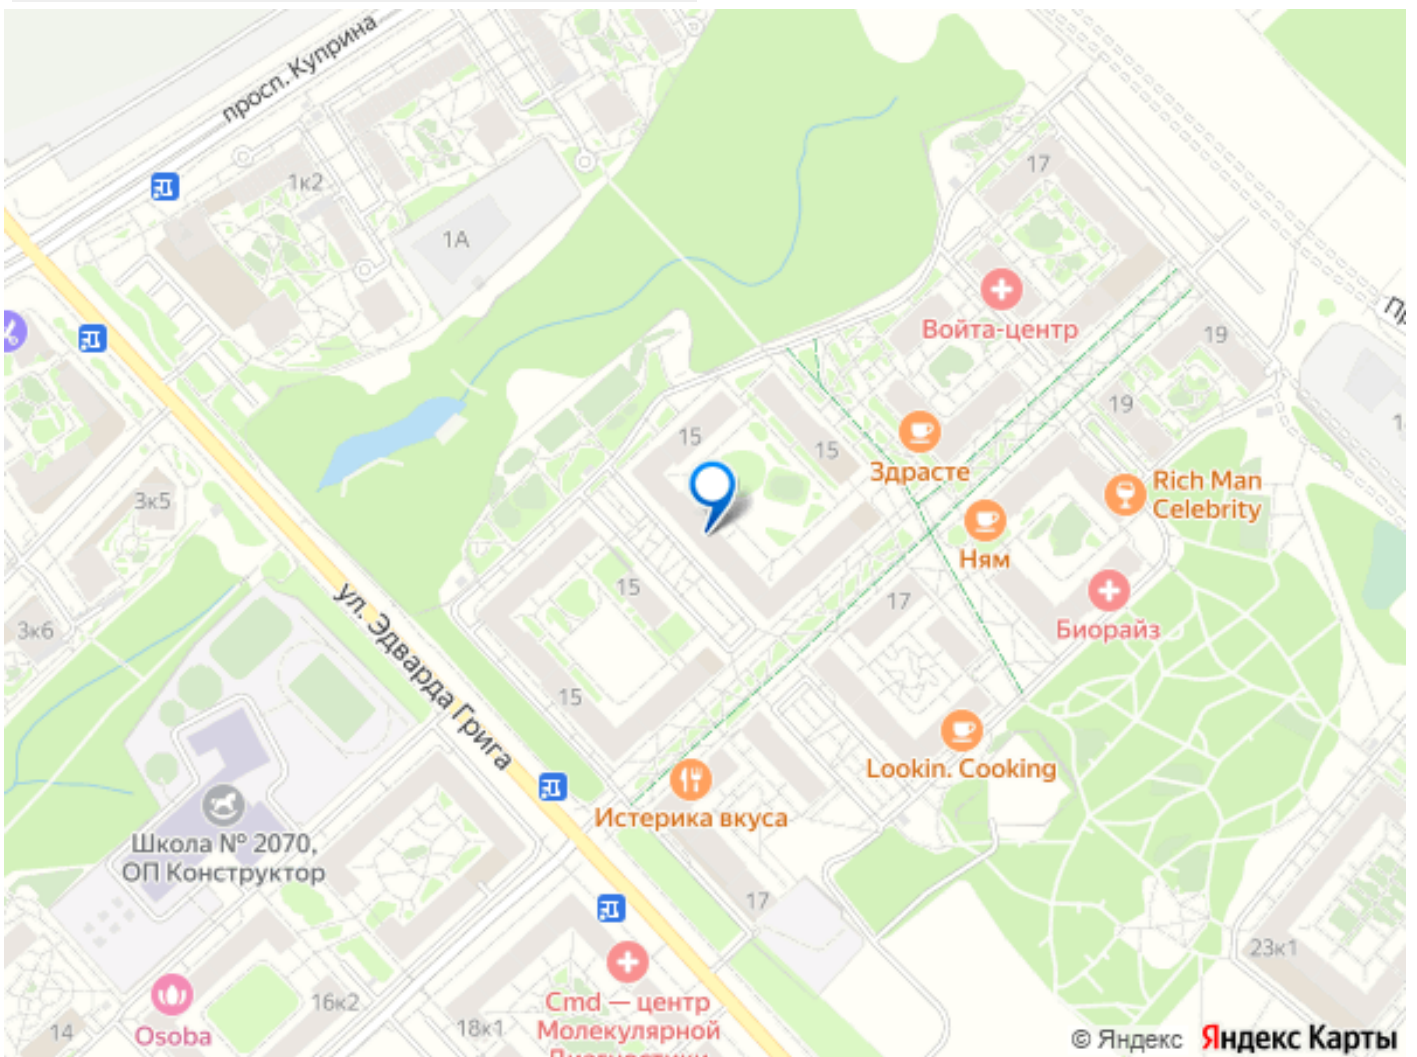 просп. Куприна
1к2
1А
17
Войта-центр
19
19
15
15
Здрасте
Rich Man
Celebrity
3к5
Ням
15
17
Биорайз
3к6
ул. Эдварда Грига
15
Lookin. Cooking
Истерика вкуса
Школа № 2070,
ОП Конструктор
17
23к1
Cmd — центр
Молекулярной
Диагностики
16к2
18к1
14
Osoba
© Яндекс Яндекс Карты